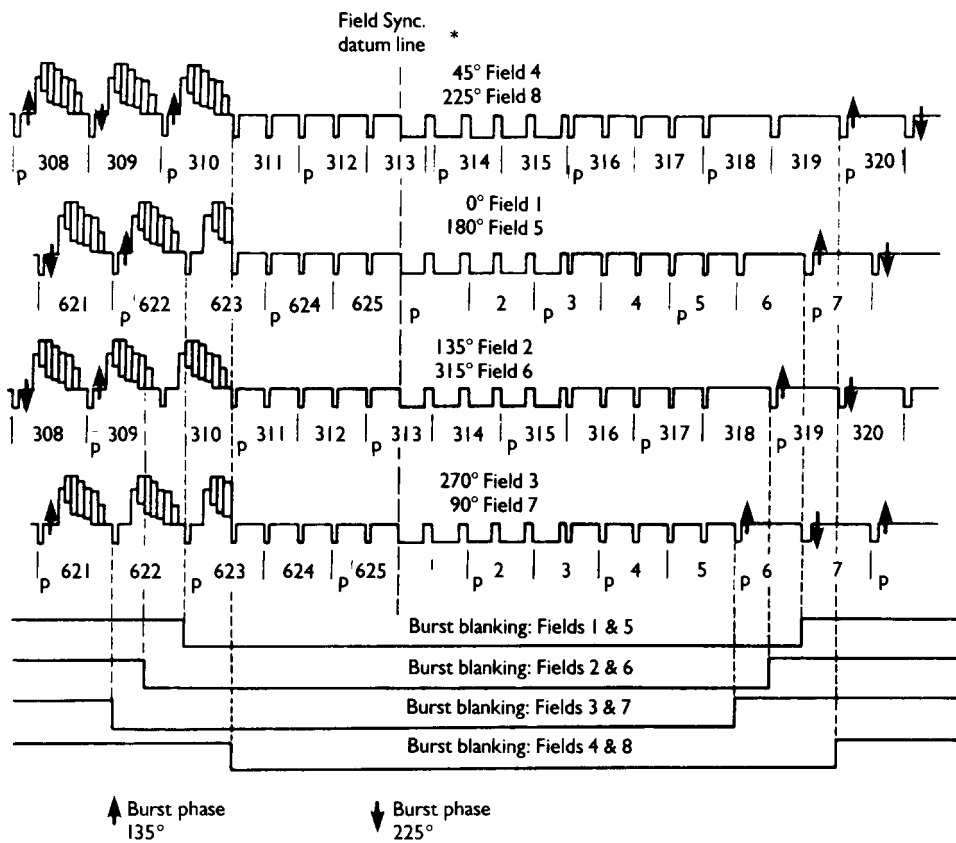 Field Sync.
datum line *
45° Field 4
225° Field 8
308 309 310 311 312 313 314 315 316 317 318 319 320
P P P P P P P
0° Field 1
180° Field 5
621 622 623 624 625 2 3 4 5 6 7
P P P P P P
135° Field 2
315° Field 6
308 309 310 311 312 313 314 315 316 317 318 319 320
P P P P P P
270° Field 3
90° Field 7
621 622 623 624 625 1 2 3 4 5 6 7
P P P P P P P
Burst blanking: Fields 1 & 5
Burst blanking: Fields 2 & 6
Burst blanking: Fields 3 & 7
Burst blanking: Fields 4 & 8
Burst phase
135°
Burst phase
225°